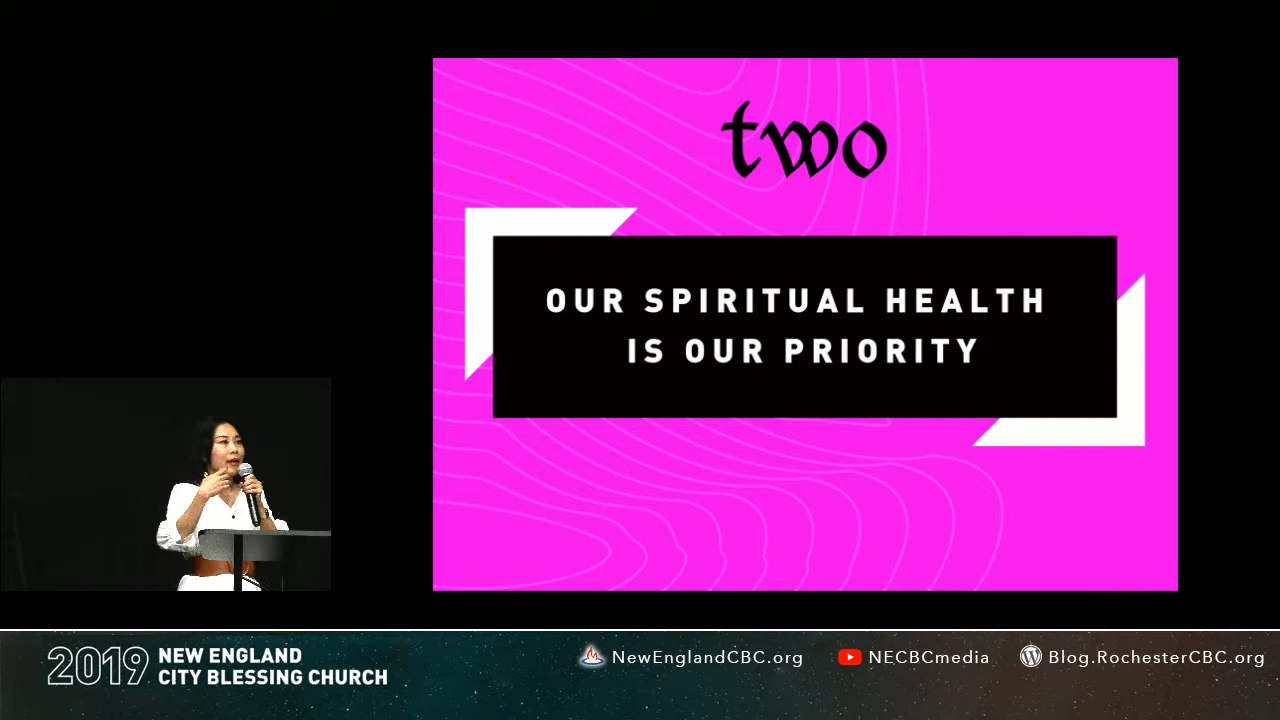 two
OUR SPIRITUAL HEALTH
IS OUR PRIORITY
2019 NEW ENGLAND
CITY BLESSING CHURCH
NewEnglandCBC.org
NECBCmedia
Blog.RochesterCBC.org